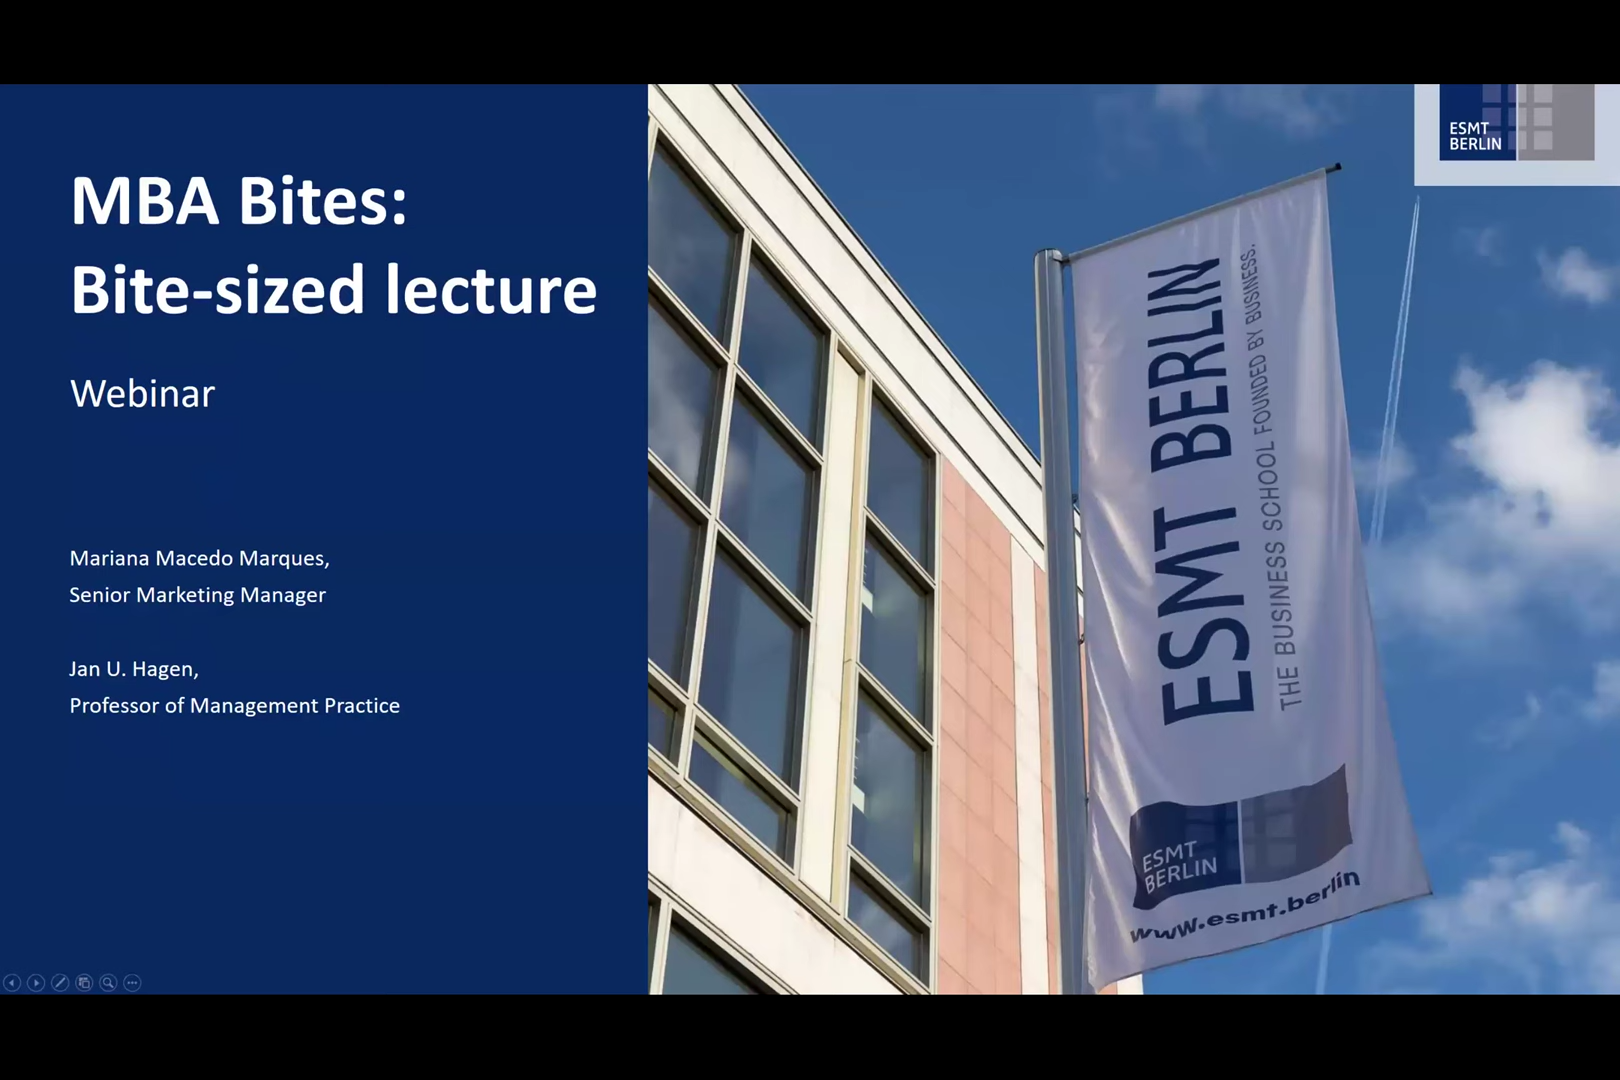 MBA Bites:
Bite-sized lecture
Webinar
Mariana Macedo Marques,
Senior Marketing Manager
Jan U. Hagen,
Professor of Management Practice
ESMT
BERLIN
ESMT BERLIN
THE BUSINESS SCHOOL FOUNDED BY BUSINESS.
ESMT
BERLIN
www.esmt.berlin